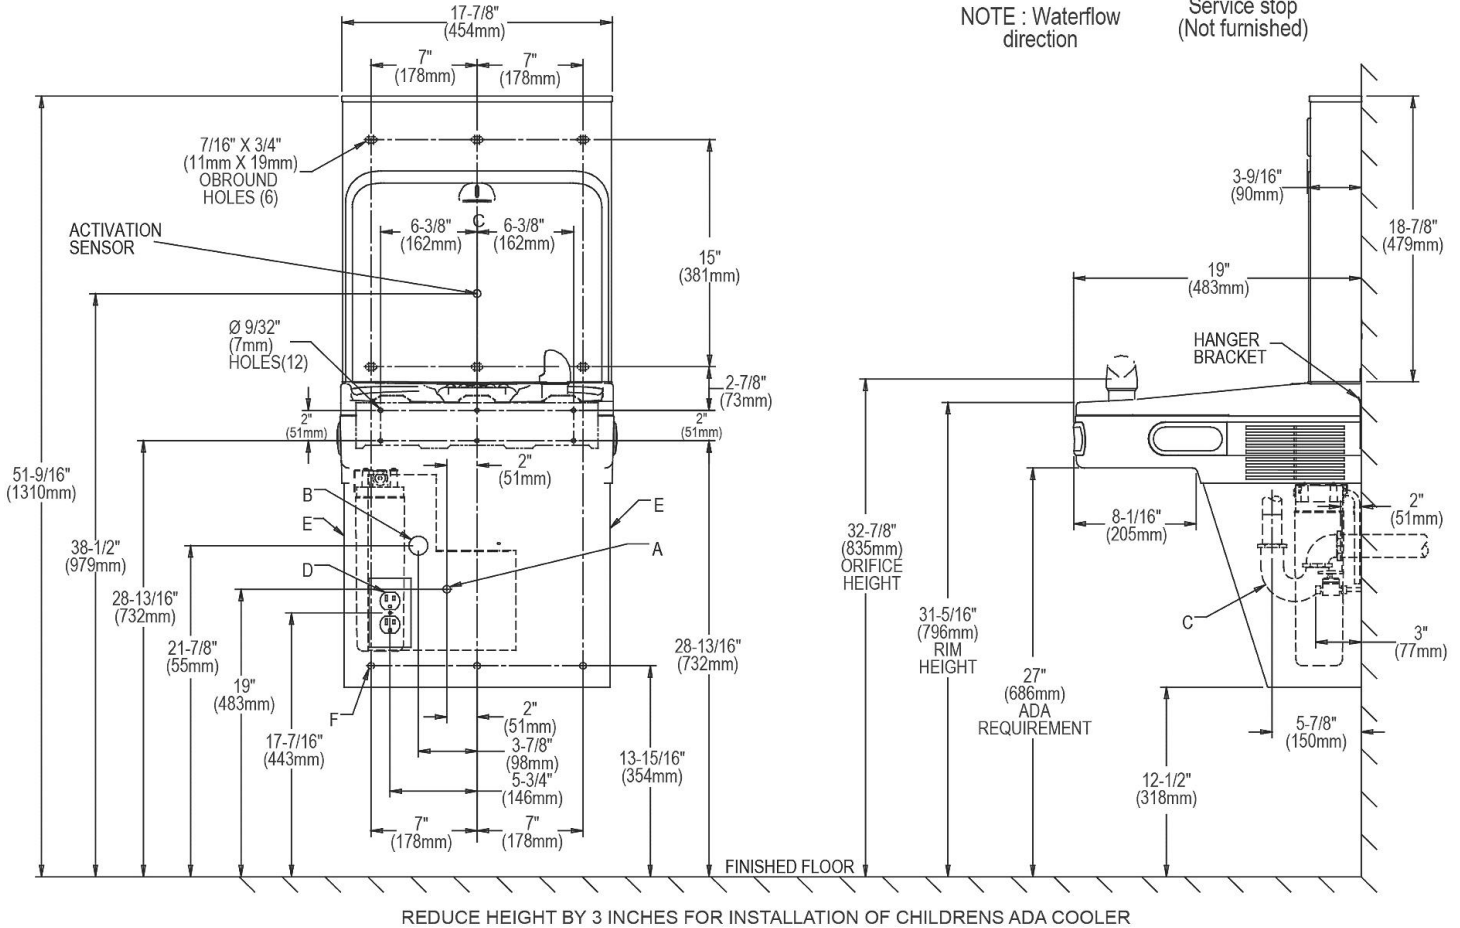 17-7/8"
(454mm)
7"
(178mm)
7"
(178mm)
NOTE : Waterflow
direction
Service stop
(Not furnished)
7/16" X 3/4"
(11mm X 19mm)
OBROUND
HOLES (6)
ACTIVATION
SENSOR
C
6-3/8"
(162mm)
6-3/8"
(162mm)
15"
(381mm)
Ø 9/32"
(7mm)
HOLES(12)
2-7/8"
(73mm)
2"
(51mm)
2"
(51mm)
51-9/16"
(1310mm)
2"
(51mm)
B
E
E
A
D
38-1/2"
(979mm)
28-13/16"
(732mm)
21-7/8"
(55mm)
19"
(483mm)
17-7/16"
(443mm)
F
28-13/16"
(732mm)
2"
(51mm)
3-7/8"
(98mm)
5-3/4"
(146mm)
13-15/16"
(354mm)
7"
(178mm)
7"
(178mm)
3-9/16"
(90mm)
18-7/8"
(479mm)
19"
(483mm)
HANGER
BRACKET
32-7/8"
(835mm)
ORIFICE
HEIGHT
8-1/16"
(205mm)
2"
(51mm)
31-5/16"
(796mm)
RIM
HEIGHT
C
3"
(77mm)
27"
(686mm)
ADA
REQUIREMENT
5-7/8"
(150mm)
12-1/2"
(318mm)
FINISHED FLOOR
REDUCE HEIGHT BY 3 INCHES FOR INSTALLATION OF CHILDRENS ADA COOLER